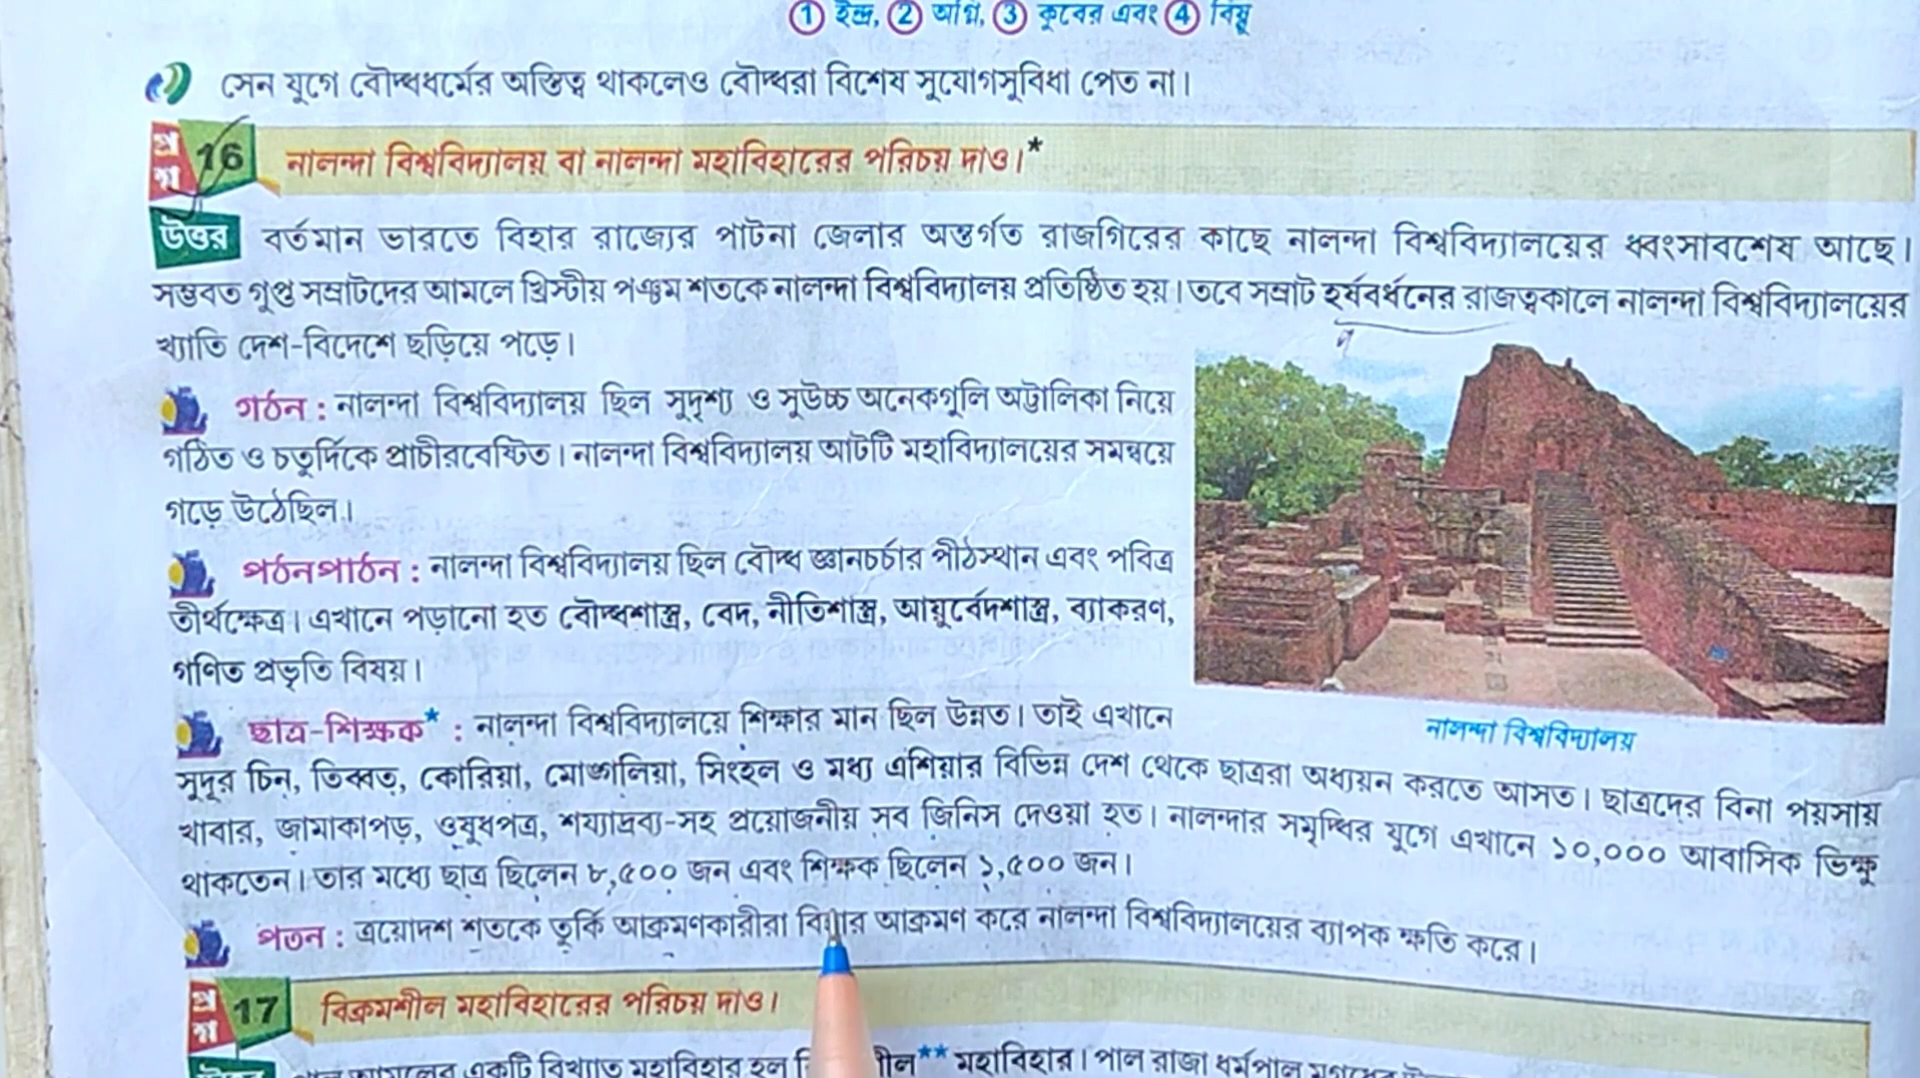 ① ইন্দ্র, ② অগ্নি, ③ কুবের এবং ④ বিষ্ণু
সেন যুগে বৌদ্ধধর্মের অস্তিত্ব থাকলেও বৌদ্ধরা বিশেষ সুযোগসুবিধা পেত না।
প্রশ্ন 16 নালন্দা বিশ্ববিদ্যালয় বা নালন্দা মহাবিহারের পরিচয় দাও।*
উত্তর বর্তমান ভারতে বিহার রাজ্যের পাটনা জেলার অন্তর্গত রাজগিরের কাছে নালন্দা বিশ্ববিদ্যালয়ের ধ্বংসাবশেষ আছে।
সম্ভবত গুপ্ত সম্রাটদের আমলে খ্রিস্টীয় পঞ্চম শতকে নালন্দা বিশ্ববিদ্যালয় প্রতিষ্ঠিত হয়। তবে সম্রাট হর্ষবর্ধনের রাজত্বকালে নালন্দা বিশ্ববিদ্যালয়ের
খ্যাতি দেশ-বিদেশে ছড়িয়ে পড়ে।
গঠন : নালন্দা বিশ্ববিদ্যালয় ছিল সুদৃশ্য ও সুউচ্চ অনেকগুলি অট্টালিকা নিয়ে
গঠিত ও চতুর্দিকে প্রাচীরবেষ্টিত। নালন্দা বিশ্ববিদ্যালয় আটটি মহাবিদ্যালয়ের সমন্বয়ে
গড়ে উঠেছিল।
পঠনপাঠন : নালন্দা বিশ্ববিদ্যালয় ছিল বৌদ্ধ জ্ঞানচর্চার পীঠস্থান এবং পবিত্র
তীর্থক্ষেত্র। এখানে পড়ানো হত বৌদ্ধশাস্ত্র, বেদ, নীতিশাস্ত্র, আয়ুর্বেদশাস্ত্র, ব্যাকরণ,
গণিত প্রভৃতি বিষয়।
নালন্দা বিশ্ববিদ্যালয়
ছাত্র-শিক্ষক* : নালন্দা বিশ্ববিদ্যালয়ে শিক্ষার মান ছিল উন্নত। তাই এখানে
সুদূর চিন, তিব্বত, কোরিয়া, মোঙ্গলিয়া, সিংহল ও মধ্য এশিয়ার বিভিন্ন দেশ থেকে ছাত্ররা অধ্যয়ন করতে আসত। ছাত্রদের বিনা পয়সায়
খাবার, জামাকাপড়, ওষুধপত্র, শয্যাদ্রব্য-সহ প্রয়োজনীয় সব জিনিস দেওয়া হত। নালন্দার সমৃদ্ধির যুগে এখানে ১০,০০০ আবাসিক ভিক্ষু
থাকতেন। তার মধ্যে ছাত্র ছিলেন ৮,৫০০ জন এবং শিক্ষক ছিলেন ১,৫০০ জন।
পতন : ত্রয়োদশ শতকে তুর্কি আক্রমণকারীরা বিহার আক্রমণ করে নালন্দা বিশ্ববিদ্যালয়ের ব্যাপক ক্ষতি করে।
প্রশ্ন 17 বিক্রমশীল মহাবিহারের পরিচয় দাও।
একটি বিখ্যাত মহাবিহার হল ** মহাবিহার। পাল রাজা ধর্মপাল